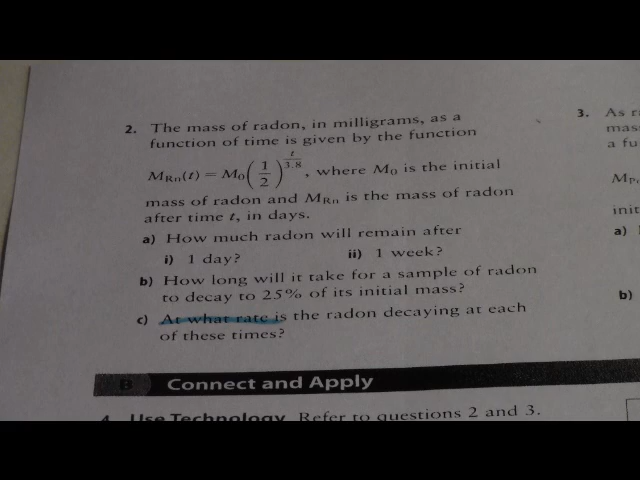 2. The mass of radon, in milligrams, as a
function of time is given by the function
M_Rn(t) = M₀(1/2)^(t/3.8), where M₀ is the initial
mass of radon and M_Rn is the mass of radon
after time t, in days.
a) How much radon will remain after
i) 1 day? ii) 1 week?
b) How long will it take for a sample of radon
to decay to 25% of its initial mass?
c) At what rate is the radon decaying at each
of these times?
B Connect and Apply
4. Use Technology Refer to questions 2 and 3.
3. As
a
init
a)
b)